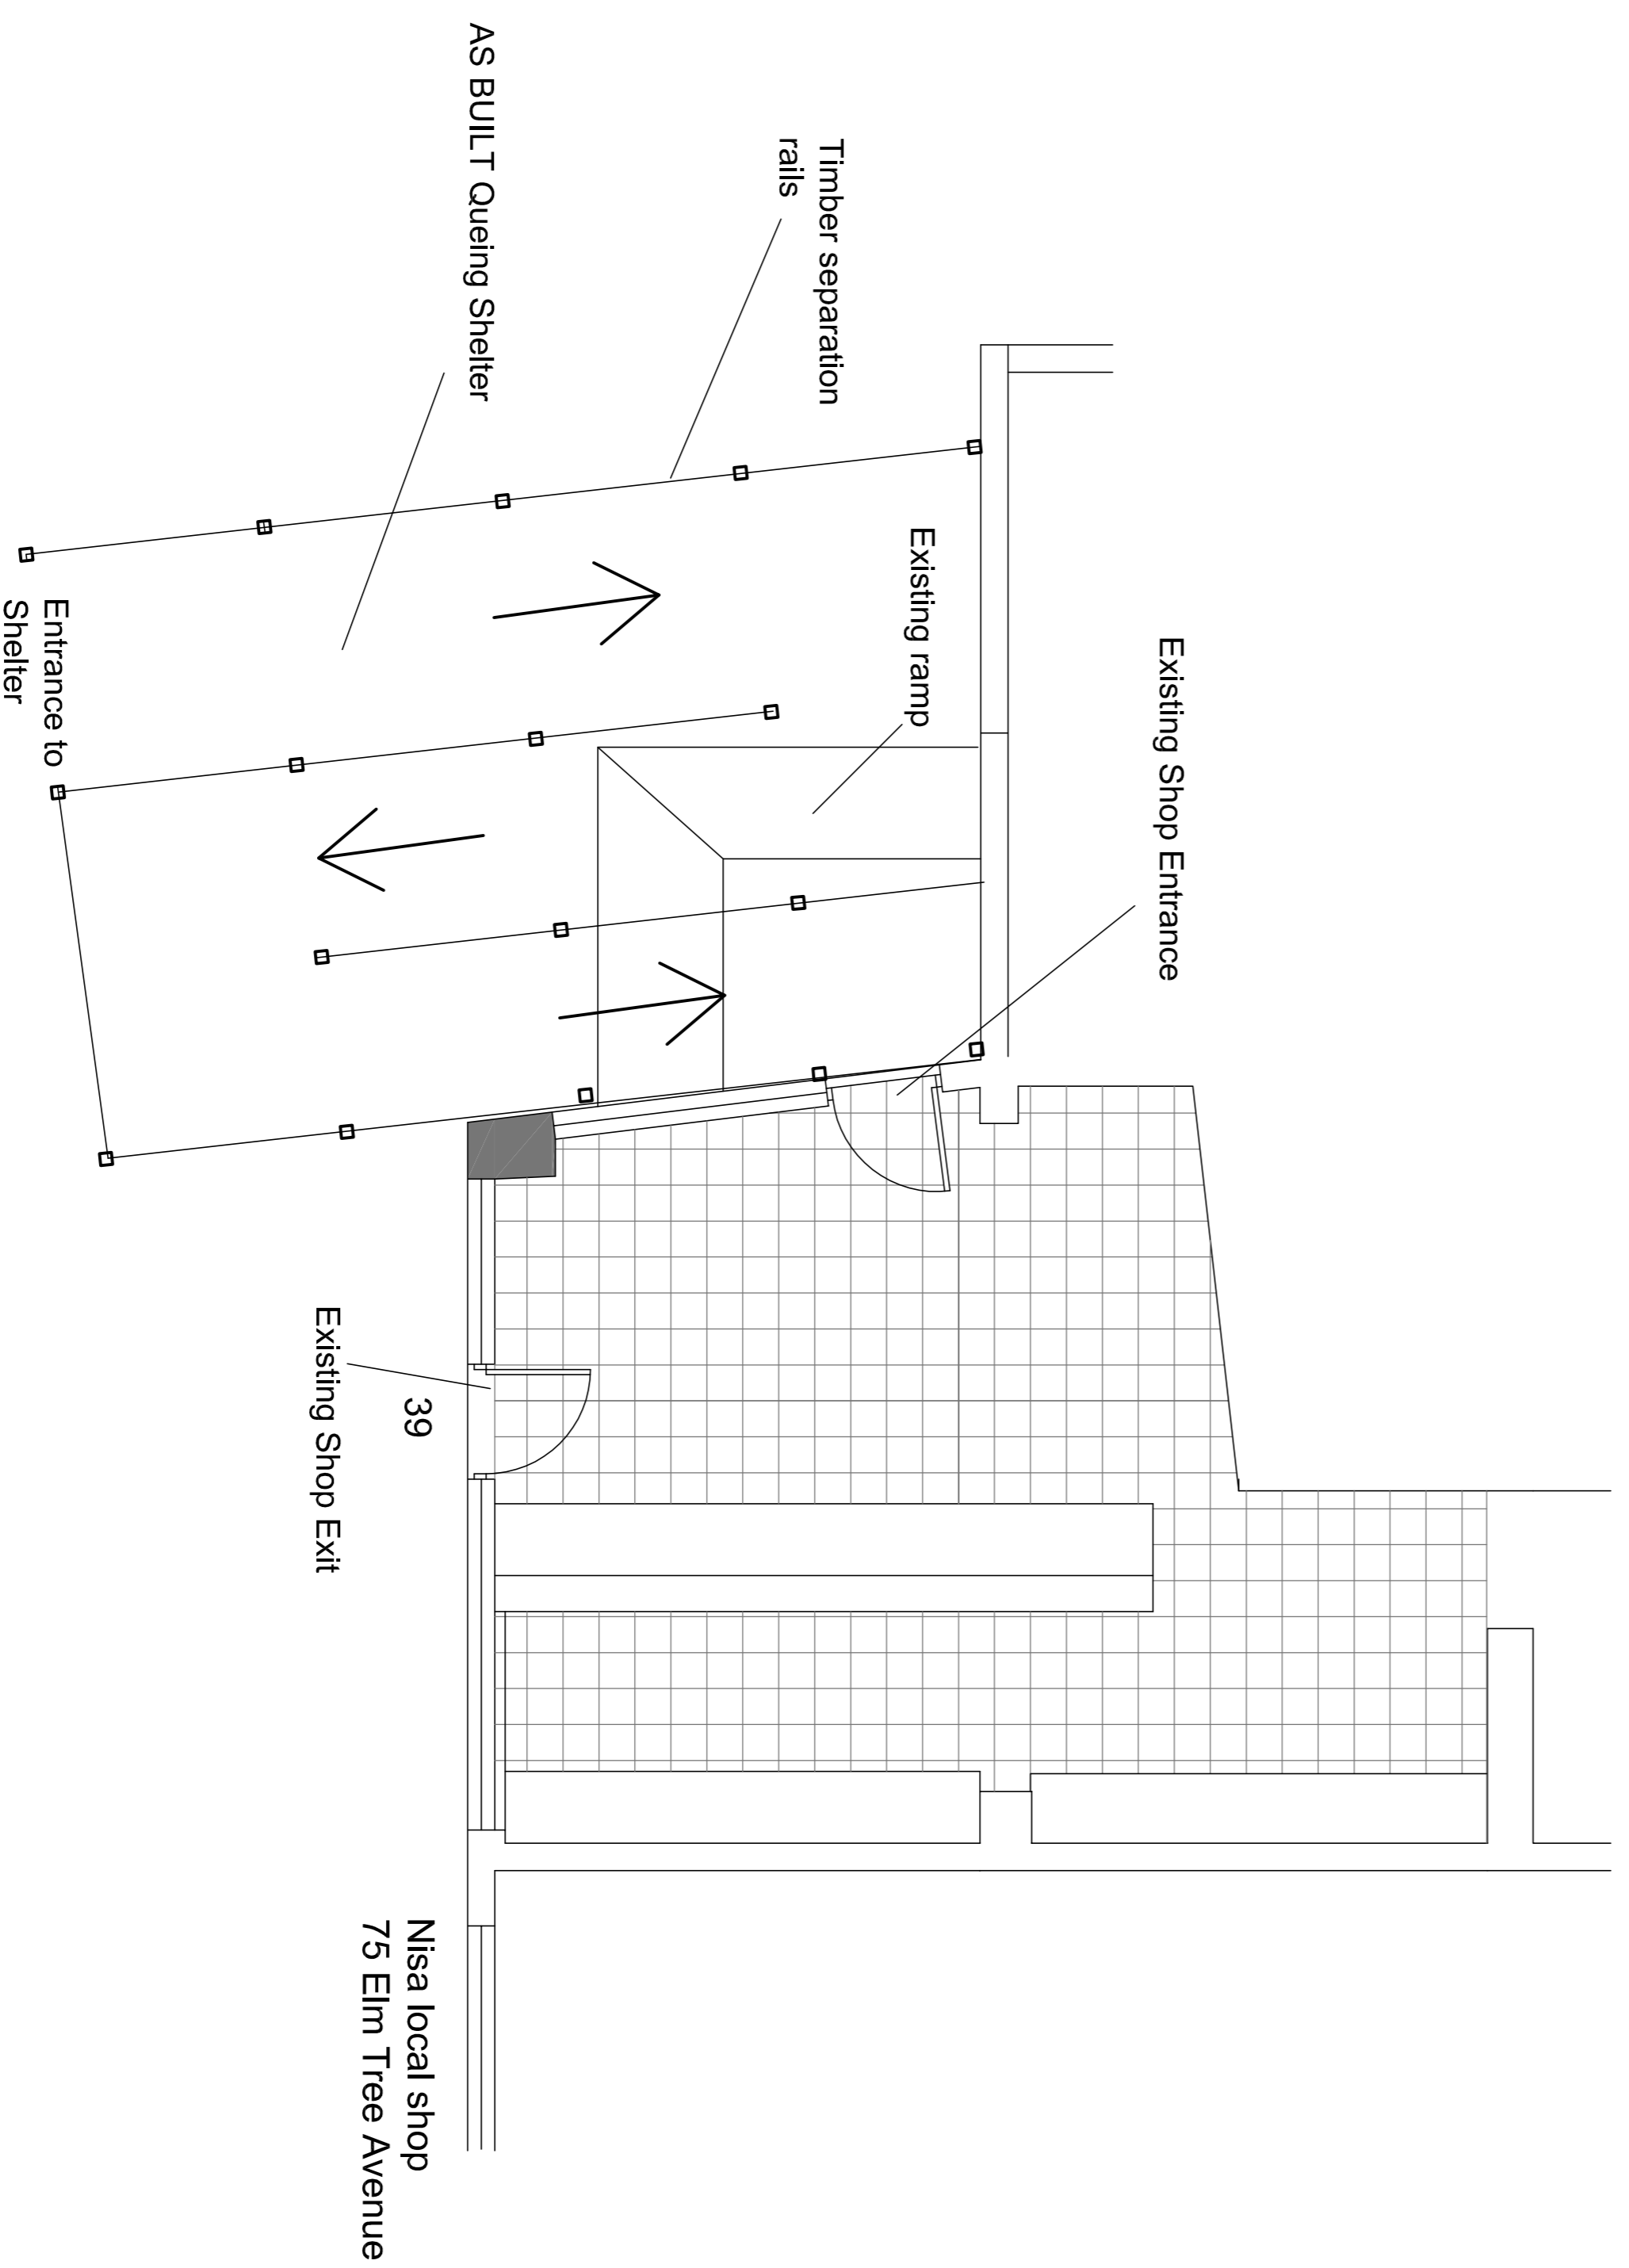 Existing Shop Entrance
Existing ramp
Timber separation
rails
AS BUILT Queing Shelter
Entrance to
Shelter
39
Existing Shop Exit
Nisa local shop
75 Elm Tree Avenue